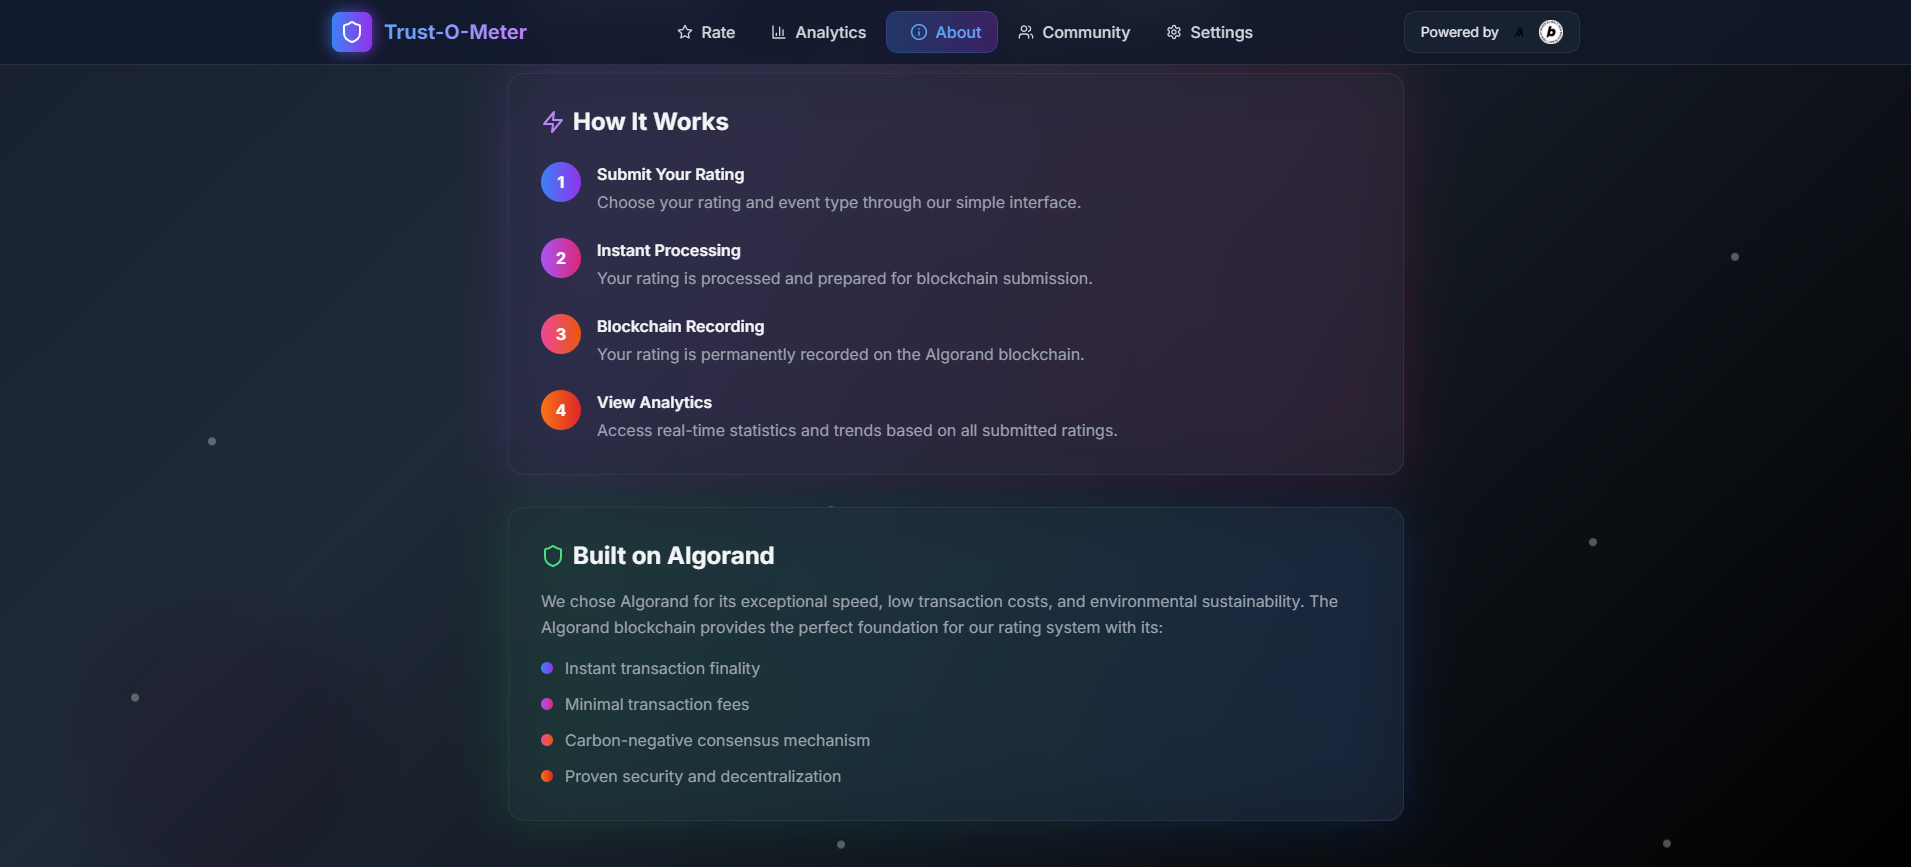 Trust-O-Meter
Rate
Analytics
About
Community
Settings
Powered by
b
How It Works
1
Submit Your Rating
Choose your rating and event type through our simple interface.
2
Instant Processing
Your rating is processed and prepared for blockchain submission.
3
Blockchain Recording
Your rating is permanently recorded on the Algorand blockchain.
4
View Analytics
Access real-time statistics and trends based on all submitted ratings.
Built on Algorand
We chose Algorand for its exceptional speed, low transaction costs, and environmental sustainability. The
Algorand blockchain provides the perfect foundation for our rating system with its:
Instant transaction finality
Minimal transaction fees
Carbon-negative consensus mechanism
Proven security and decentralization